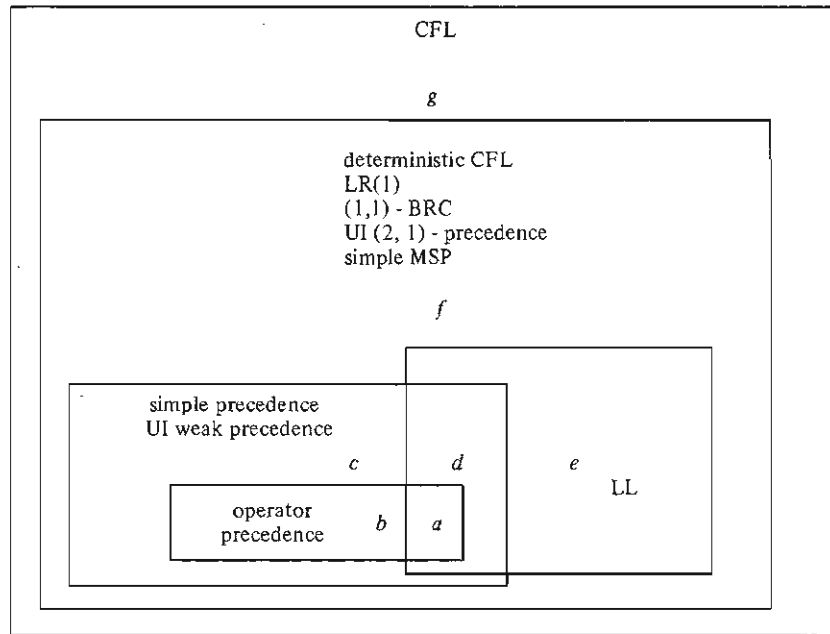 CFL
g
deterministic CFL
LR(1)
(1,1) - BRC
UI (2, 1) - precedence
simple MSP
f
simple precedence
UI weak precedence
c d e
LL
operator
precedence b a